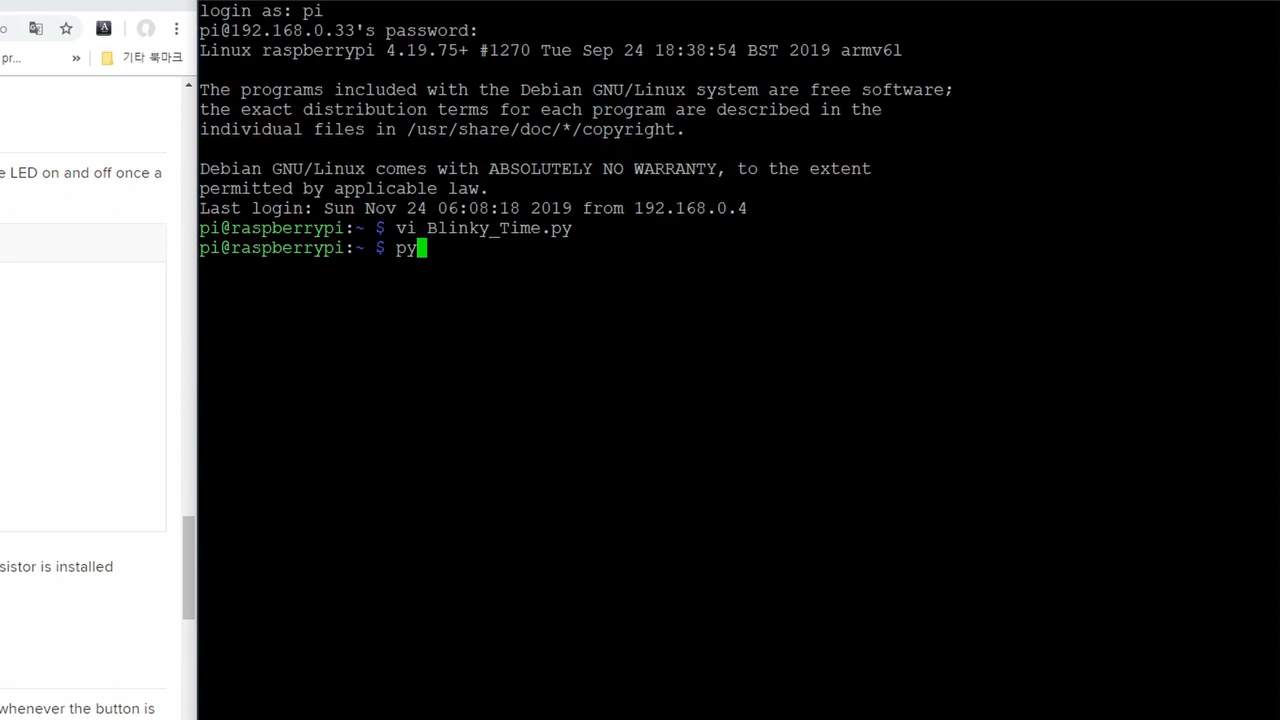 o
A
pr...
»
기타 북마크
e LED on and off once a
sistor is installed
whenever the button is
login as: pi
pi@192.168.0.33's password:
Linux raspberrypi 4.19.75+ #1270 Tue Sep 24 18:38:54 BST 2019 armv6l
The programs included with the Debian GNU/Linux system are free software;
the exact distribution terms for each program are described in the
individual files in /usr/share/doc/*/copyright.
Debian GNU/Linux comes with ABSOLUTELY NO WARRANTY, to the extent
permitted by applicable law.
Last login: Sun Nov 24 06:08:18 2019 from 192.168.0.4
pi@raspberrypi:~ $ vi Blinky_Time.py
pi@raspberrypi:~ $ py